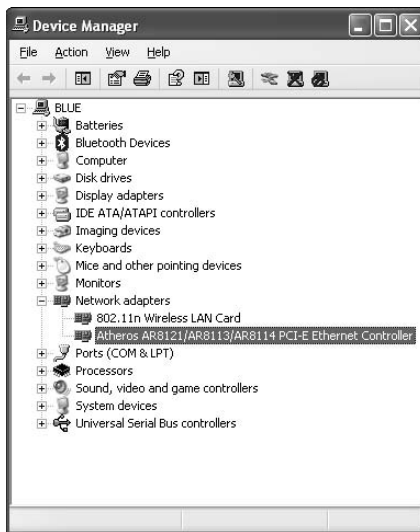 Device Manager
File Action View Help
BLUE
Batteries
Bluetooth Devices
Computer
Disk drives
Display adapters
IDE ATA/ATAPI controllers
Imaging devices
Keyboards
Mice and other pointing devices
Monitors
Network adapters
802.11n Wireless LAN Card
Atheros AR8121/AR8113/AR8114 PCI-E Ethernet Controller
Ports (COM & LPT)
Processors
Sound, video and game controllers
System devices
Universal Serial Bus controllers